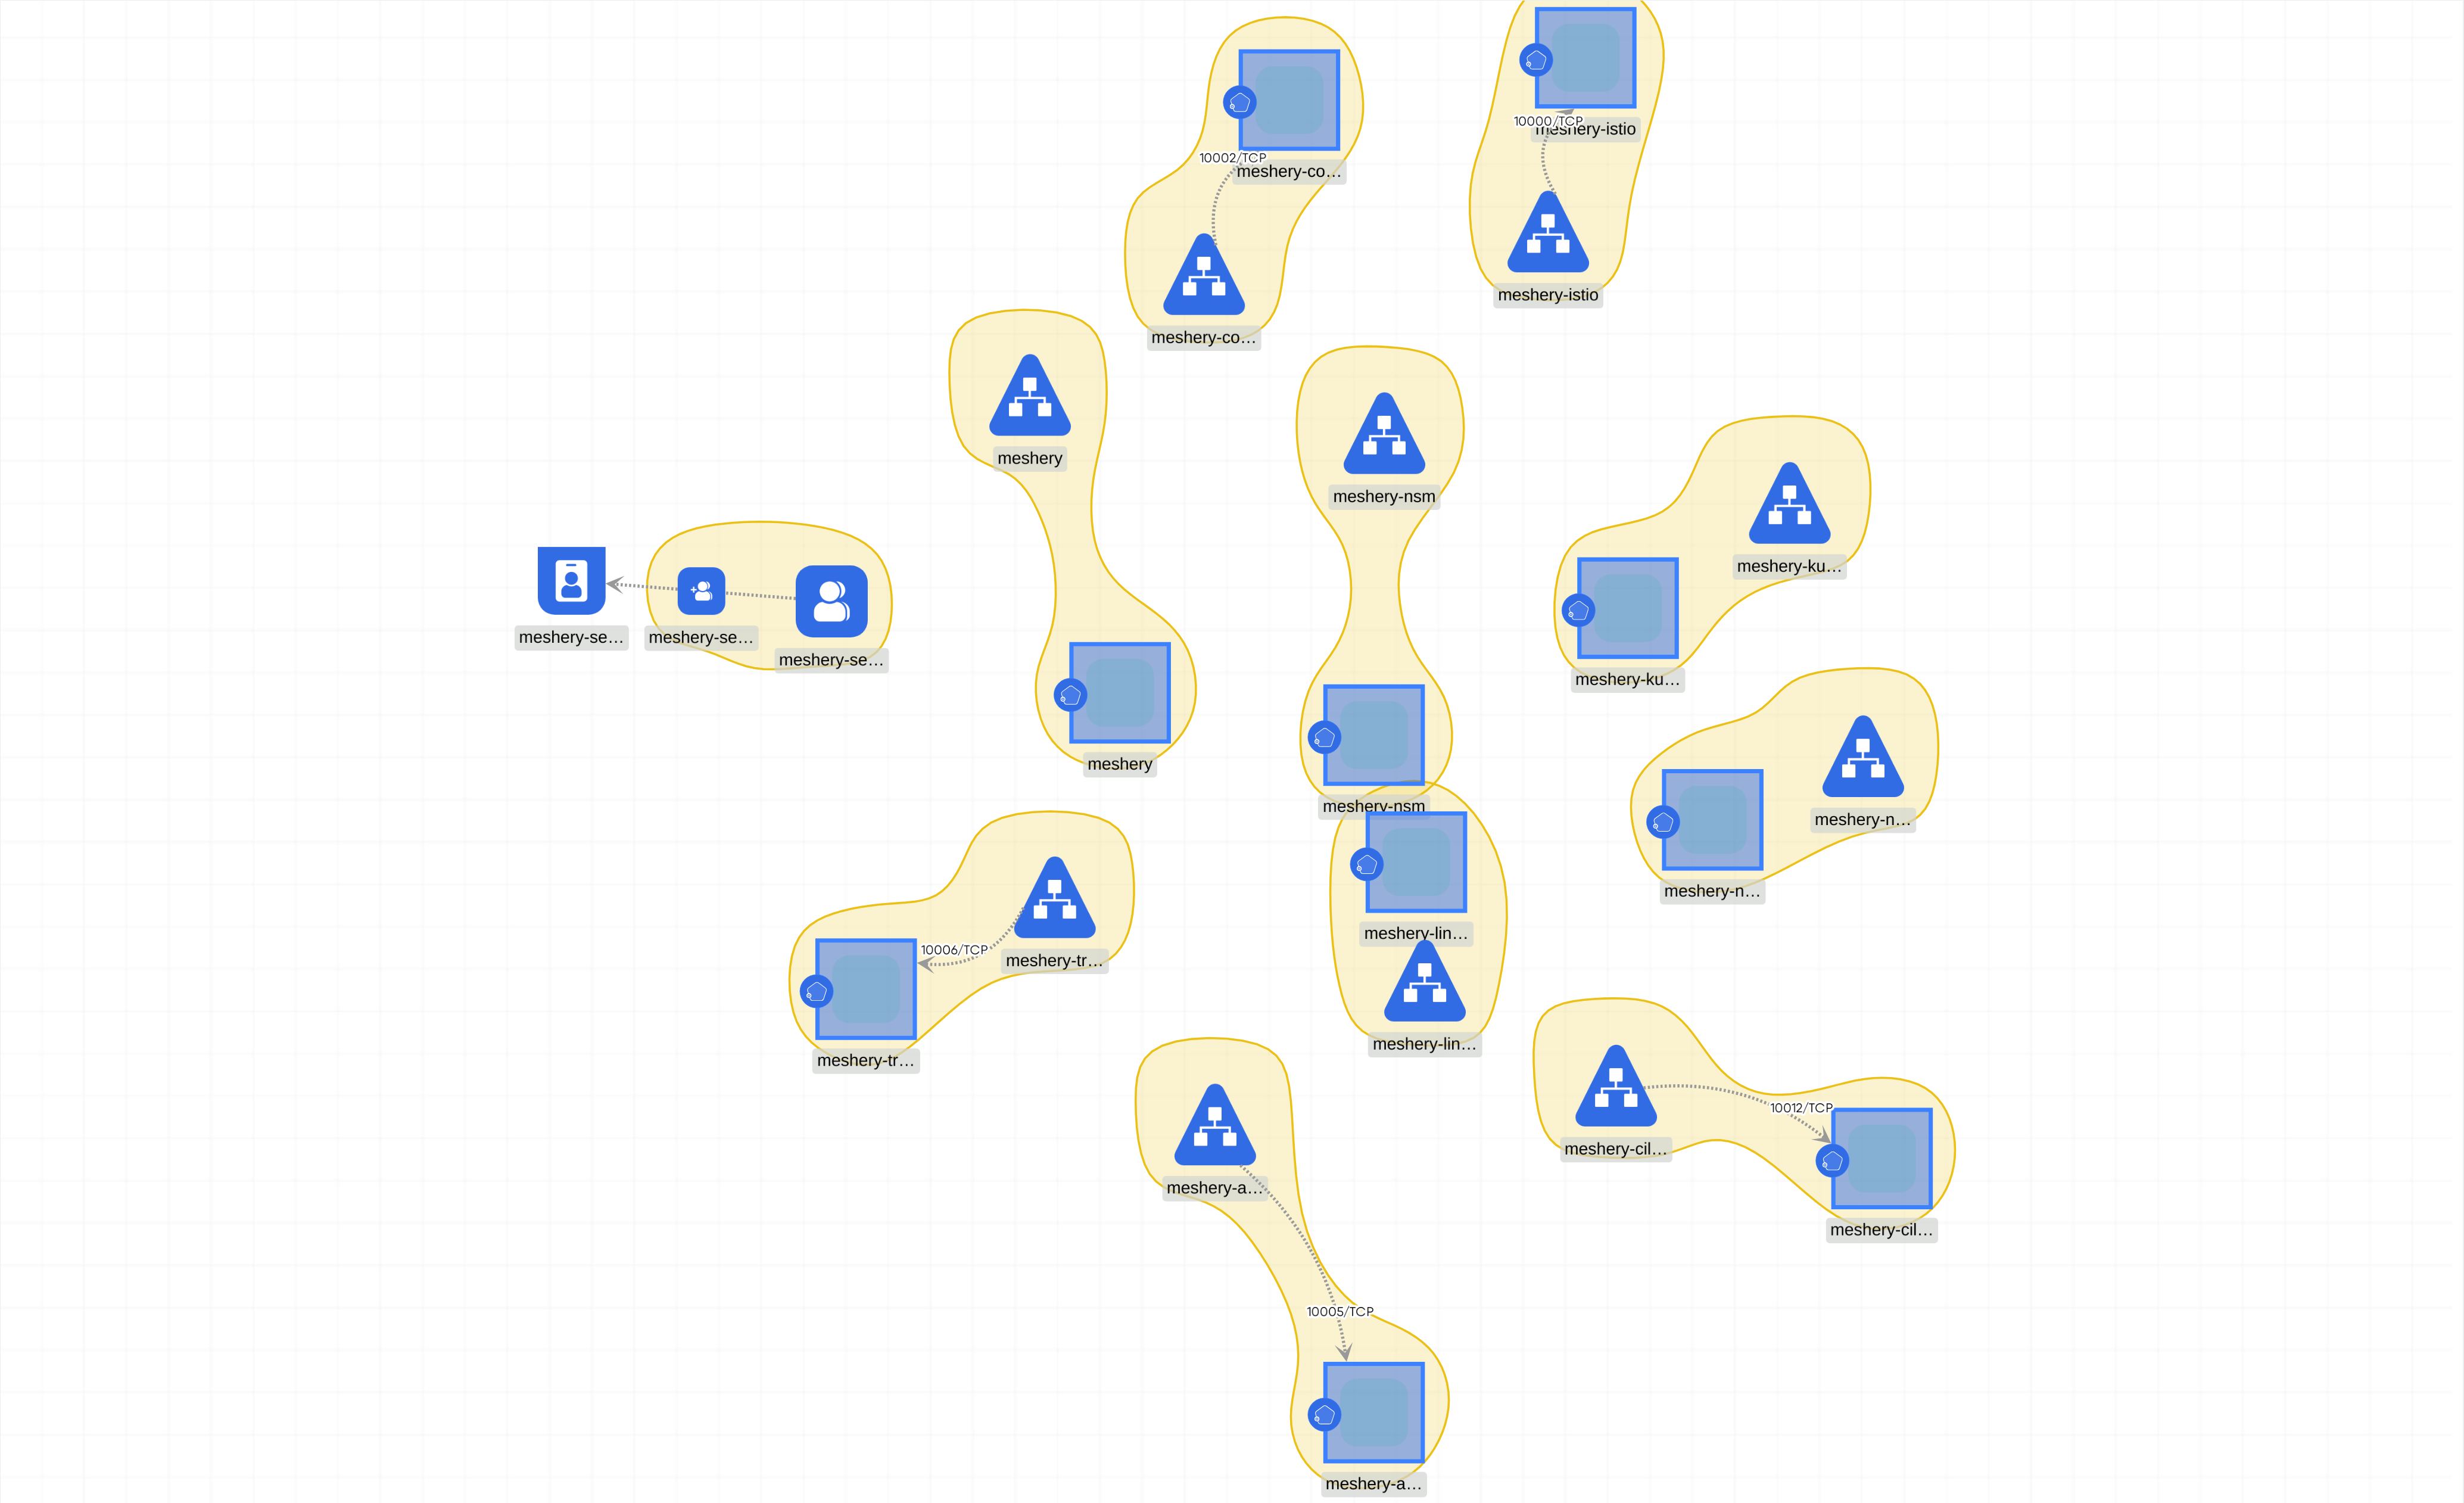 10000/TCP
meshery-istio
10002/TCP
meshery-co…
meshery-istio
meshery-co…
meshery
meshery-nsm
meshery-ku…
meshery-se…
meshery-se…
meshery-se…
meshery-ku…
meshery
meshery-nsm
meshery-n…
meshery-n…
meshery-lin…
10006/TCP
meshery-tr…
meshery-lin…
meshery-tr…
10012/TCP
meshery-cil…
meshery-a…
meshery-cil…
10005/TCP
meshery-a…